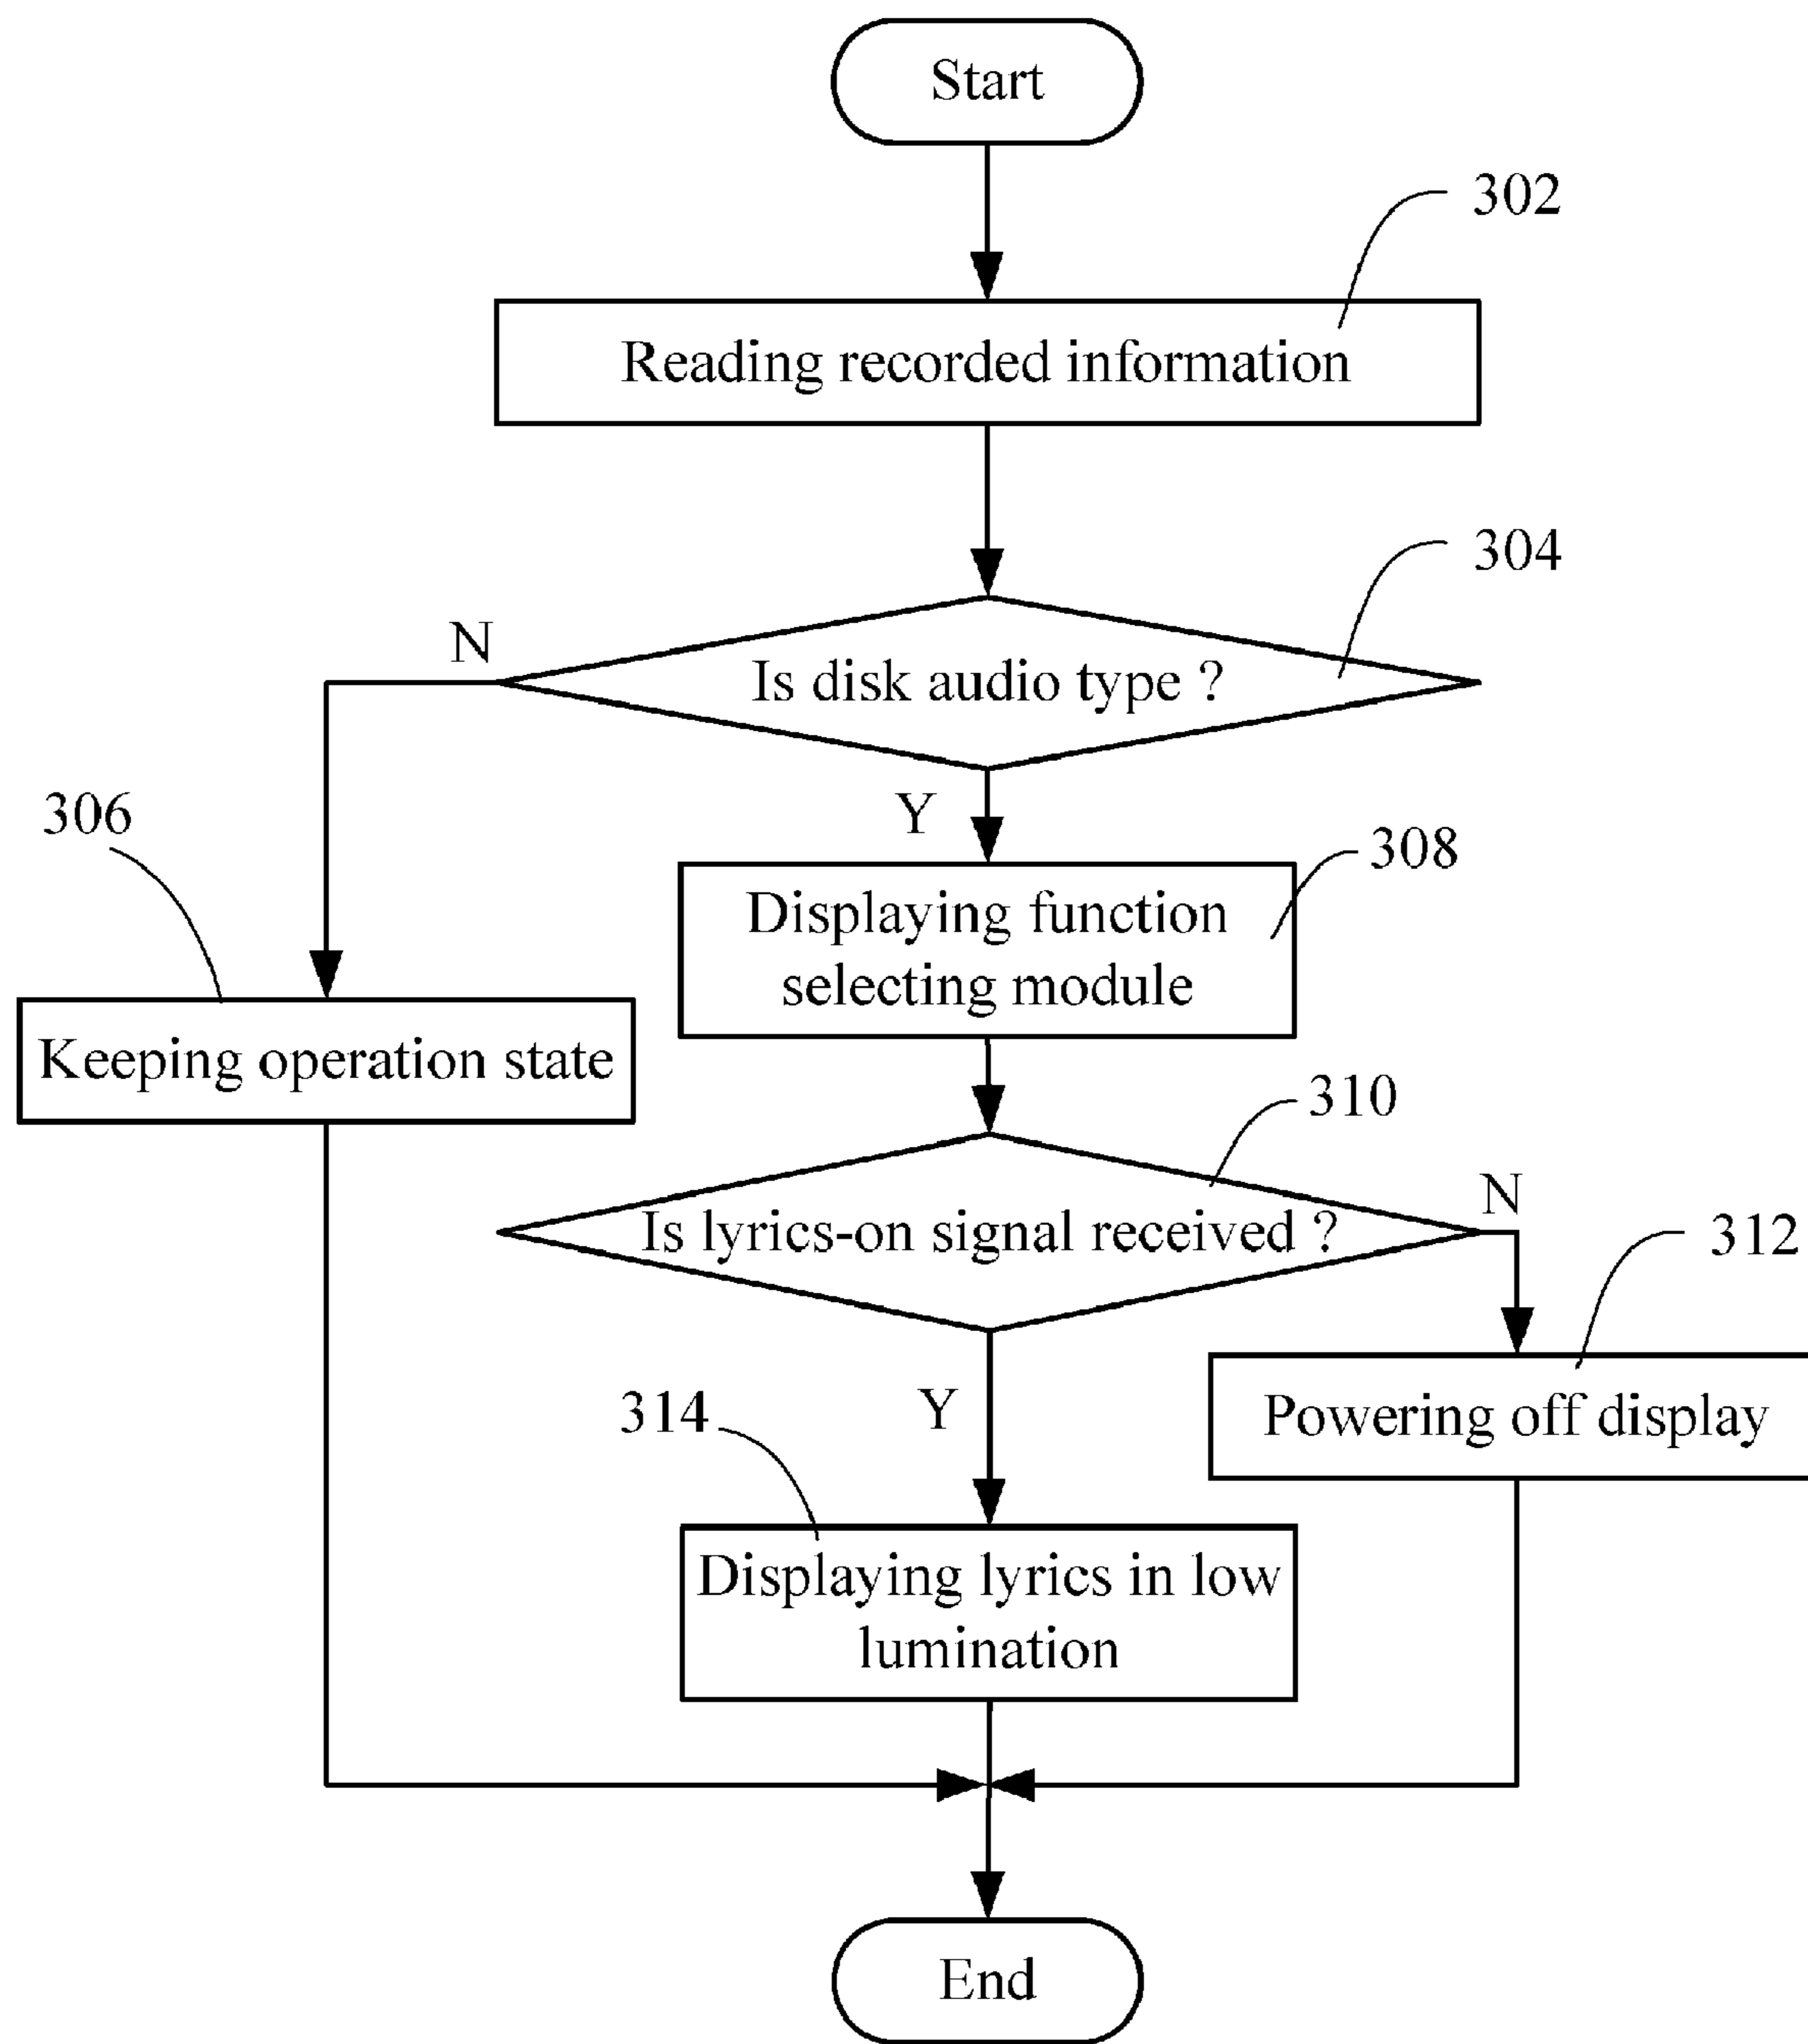 Start
302
Reading recorded information
304
N
Is disk audio type ?
Y
306
308
Displaying function
selecting module
Keeping operation state
310
N
Is lyrics-on signal received ?
312
Y
314
Powering off display
Displaying lyrics in low
lumination
End